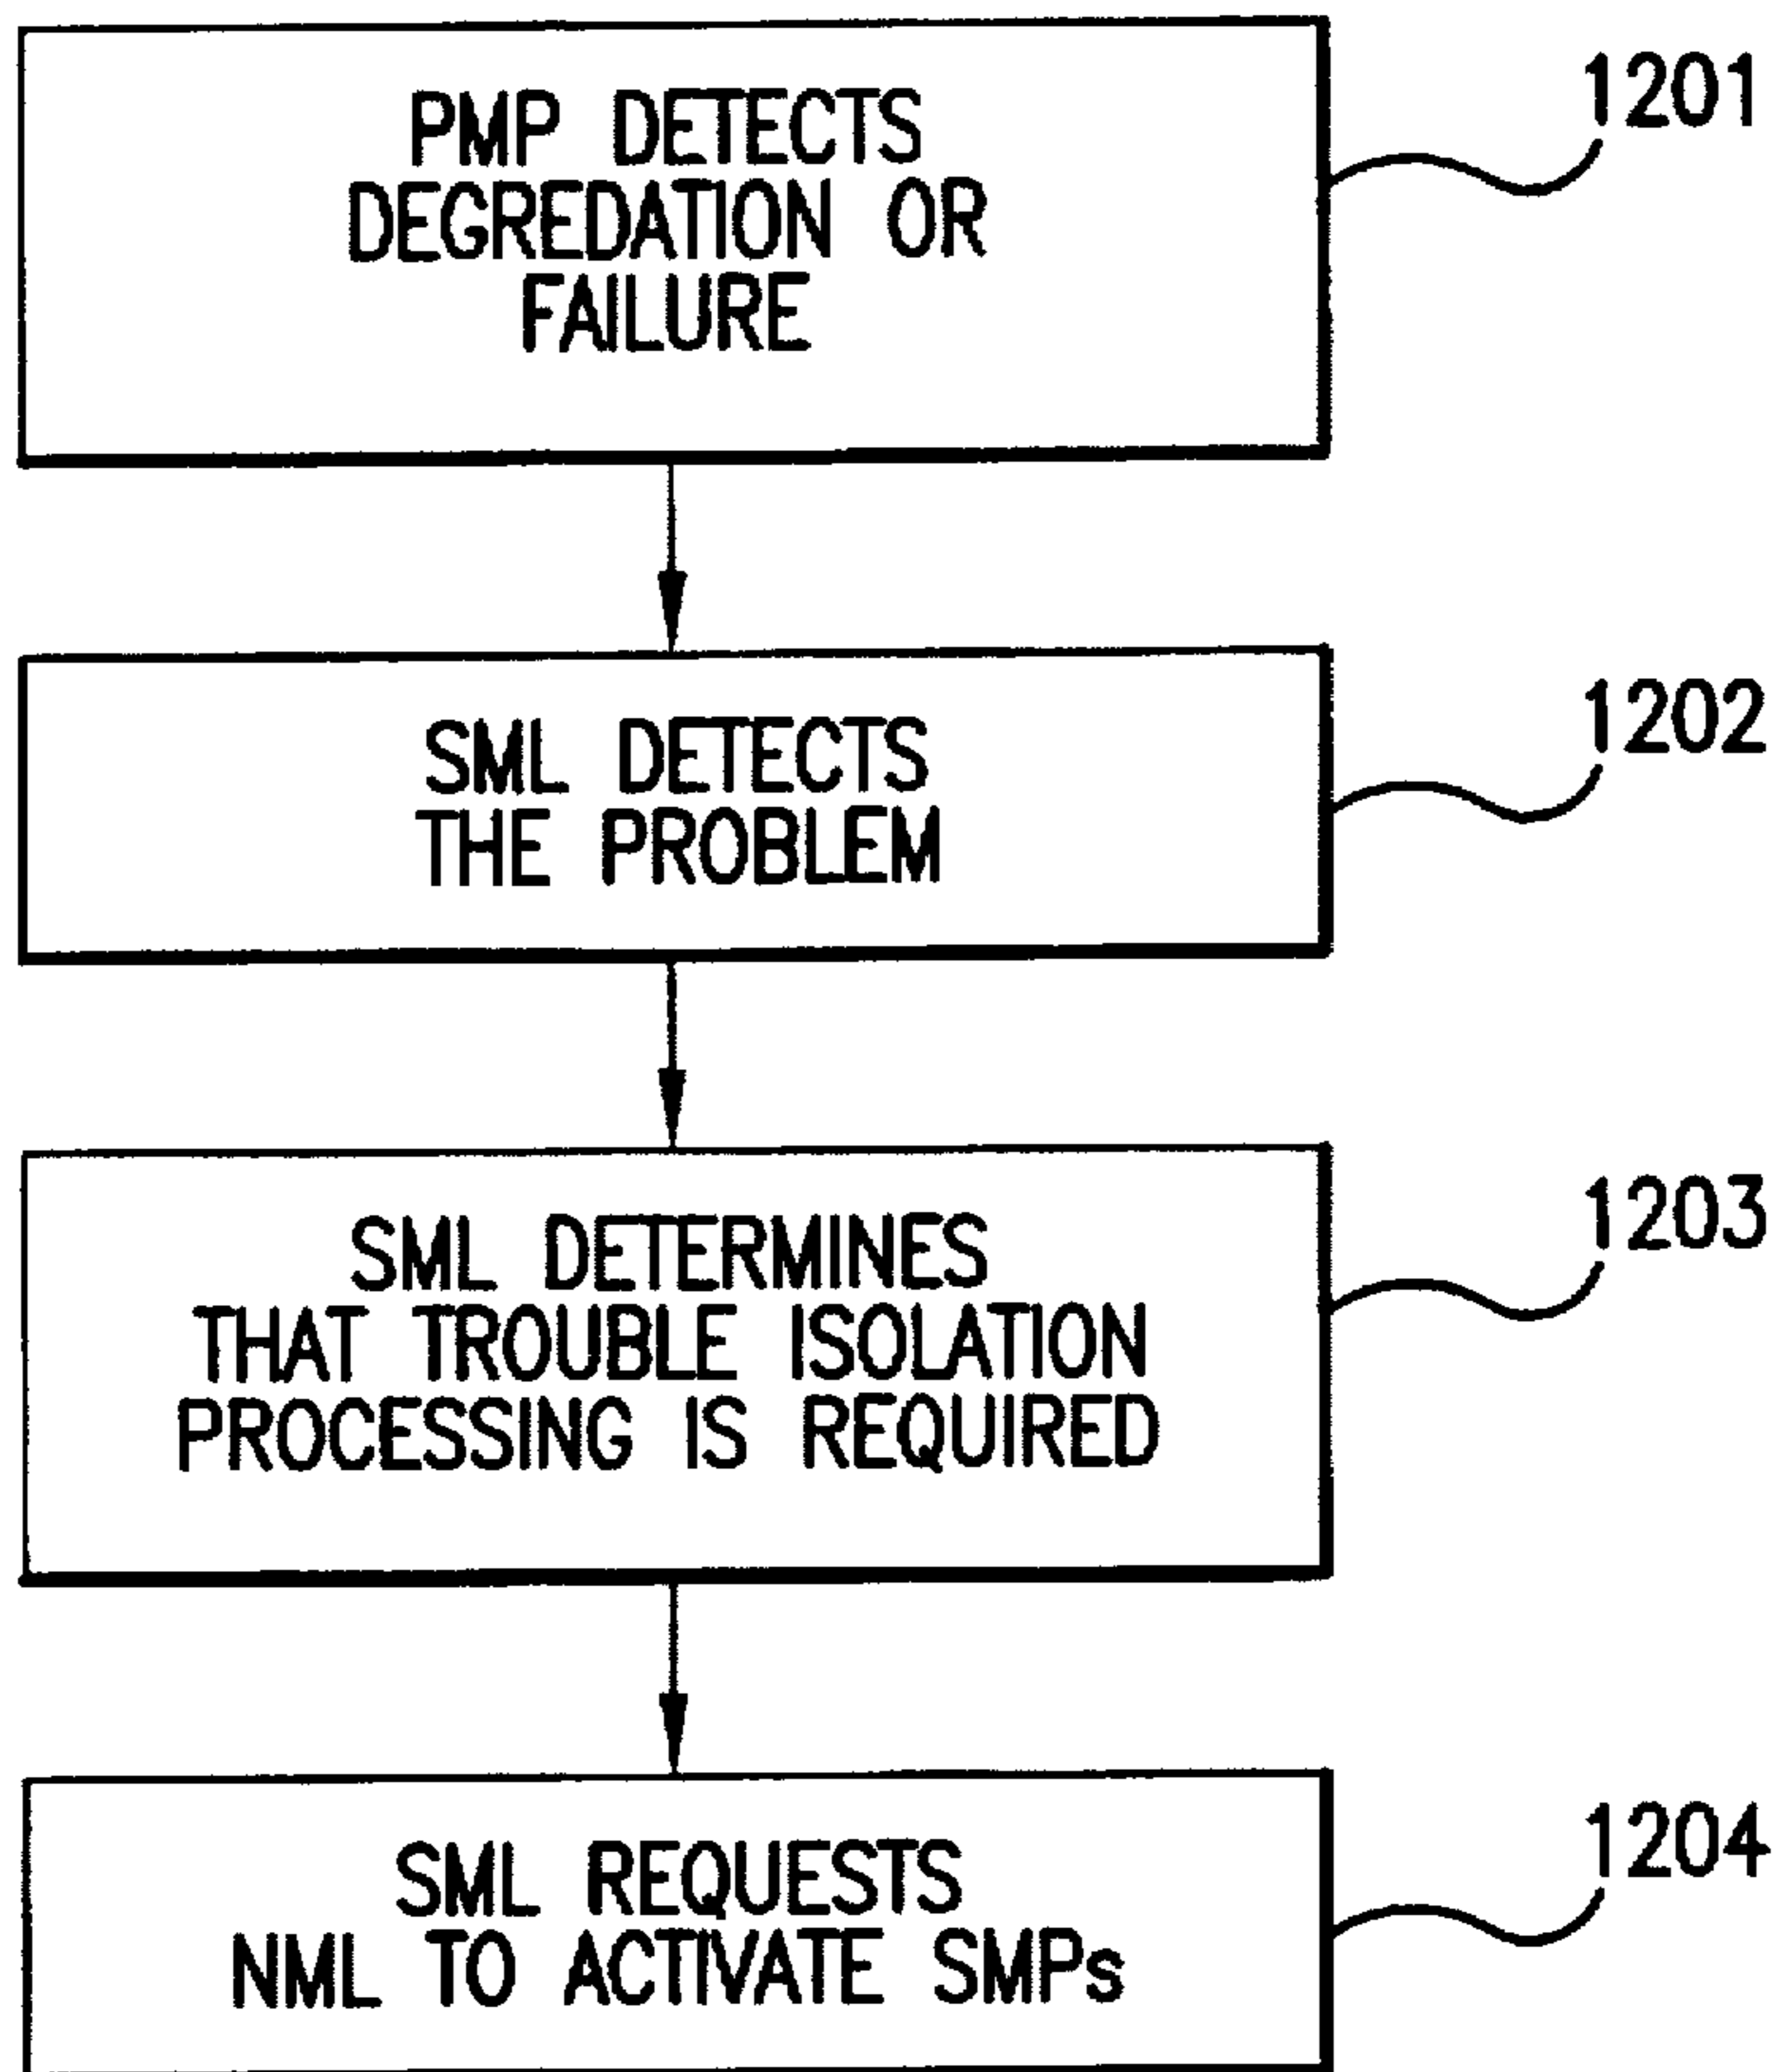 PMP DETECTS
DEGREDATION OR
FAILURE
1201
SML DETECTS
THE PROBLEM
1202
SML DETERMINES
THAT TROUBLE ISOLATION
PROCESSING IS REQUIRED
1203
SML REQUESTS
NML TO ACTIVATE SMPs
1204